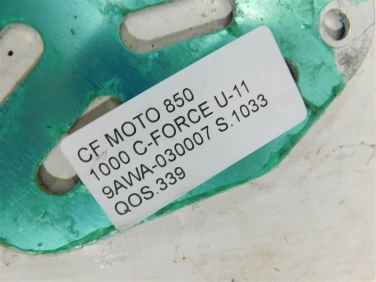 CF MOTO 850
1000 C-FORCE U-11
9AWA-030007 S.1033
QOS.339